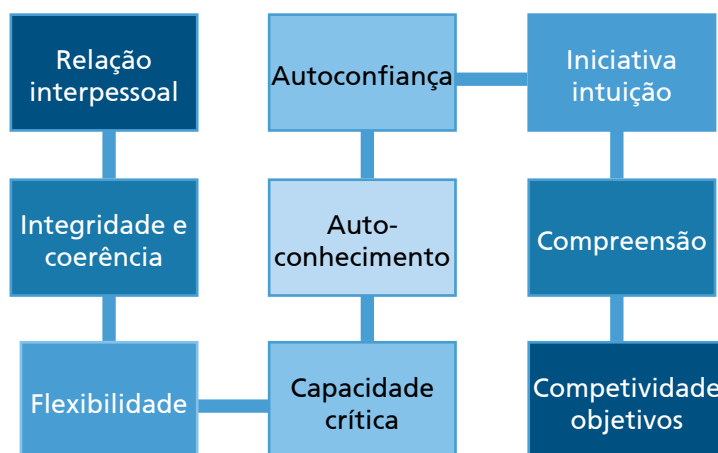 Relação
interpessoal
Integridade e
coerência
Flexibilidade
Capacidade
crítica
Auto-
conhecimento
Autoconfiança
Iniciativa
intuição
Compreensão
Competividade
objetivos